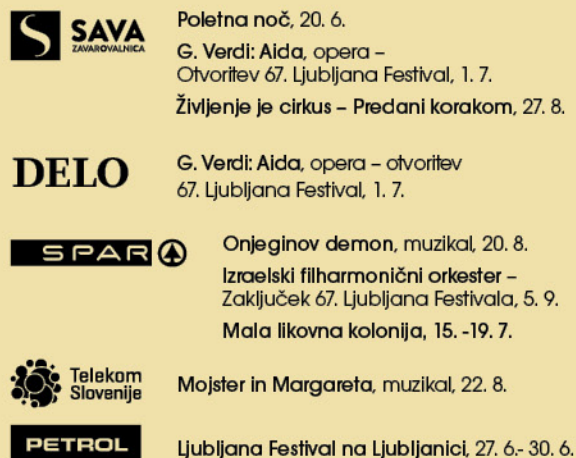 SAVA
ZAVAROVALNICA
Poletna noč, 20. 6.
G. Verdi: Aida, opera –
Otvoritev 67. Ljubljana Festival, 1. 7.
Življenje je cirkus – Predani korakom, 27. 8.
DELO
G. Verdi: Aida, opera – otvoritev
67. Ljubljana Festival, 1. 7.
SPAR
Onjeginov demon, muzikal, 20. 8.
Izraelski filharmonični orkester –
Zaključek 67. Ljubljana Festivala, 5. 9.
Mala likovna kolonija, 15. -19. 7.
Telekom
Slovenije
Mojster in Margareta, muzikal, 22. 8.
PETROL
Ljubljana Festival na Ljubljanici, 27. 6.- 30. 6.